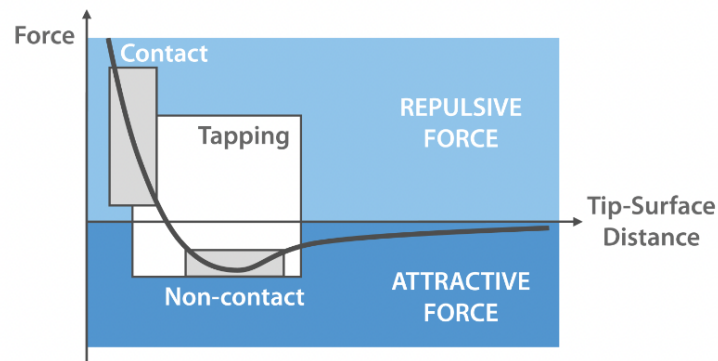 Force
Contact
REPULSIVE
FORCE
Tapping
Tip-Surface
Distance
Non-contact
ATTRACTIVE
FORCE